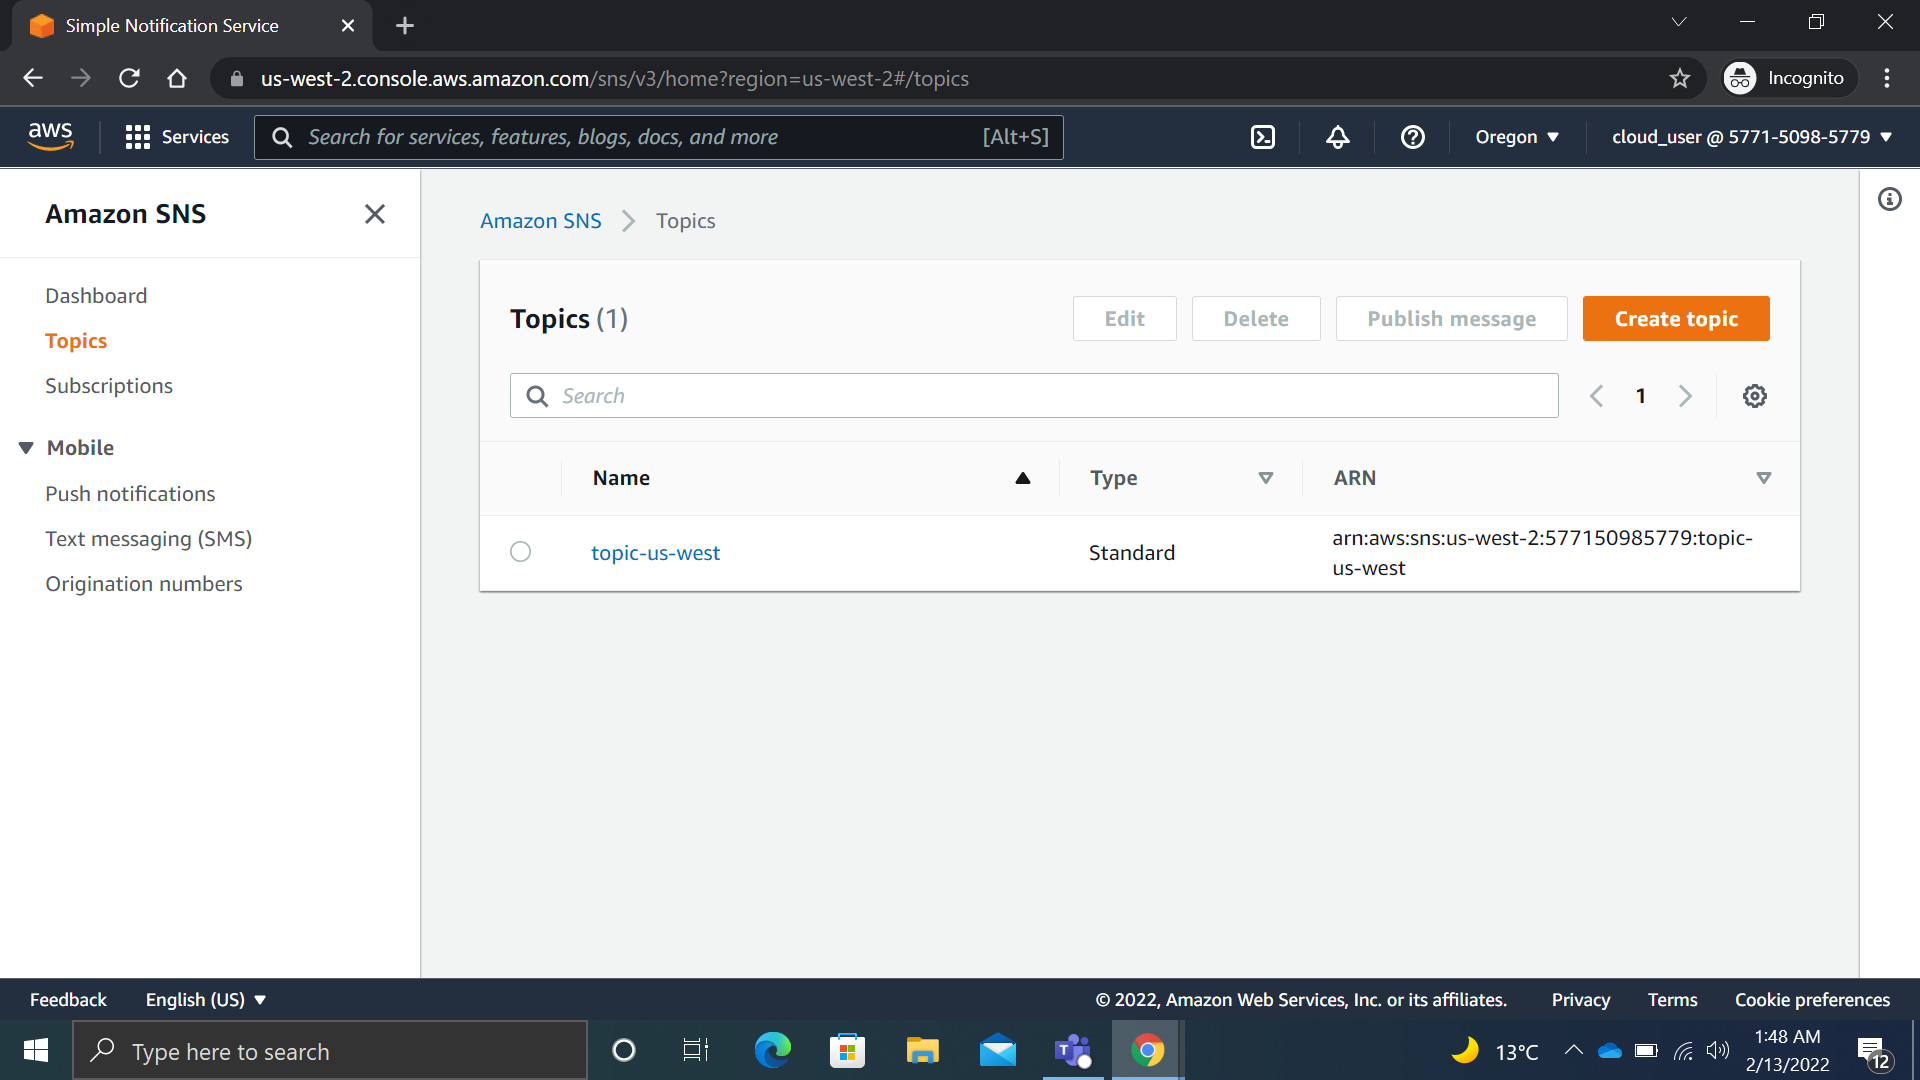 Simple Notification Service
us-west-2.console.aws.amazon.com/sns/v3/home?region=us-west-2#/topics
Incognito
aws
Services
Search for services, features, blogs, docs, and more [Alt+S]
Oregon
cloud_user @ 5771-5098-5779
Amazon SNS
Dashboard
Topics
Subscriptions
Mobile
Push notifications
Text messaging (SMS)
Origination numbers
Amazon SNS Topics
Topics (1)
Edit
Delete
Publish message
Create topic
Search
1
Name
Type
ARN
topic-us-west
Standard
arn:aws:sns:us-west-2:577150985779:topic-
us-west
Feedback
English (US)
© 2022, Amazon Web Services, Inc. or its affiliates.
Privacy
Terms
Cookie preferences
Type here to search
T
13°C
1:48 AM
2/13/2022
12